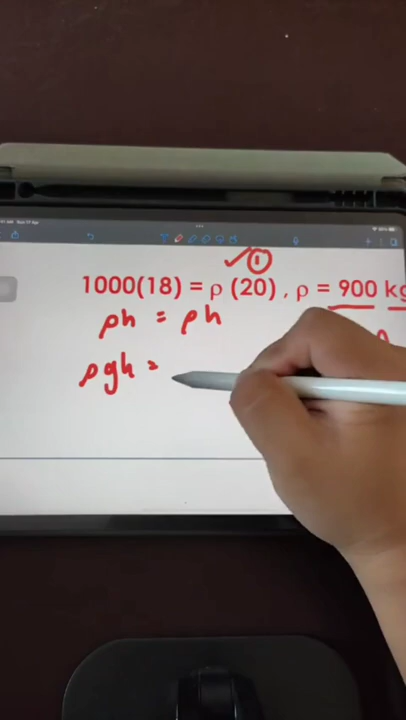 ①
1000(18) = ρ (20) , ρ = 900 kg
ρh = ρh
ρgh =